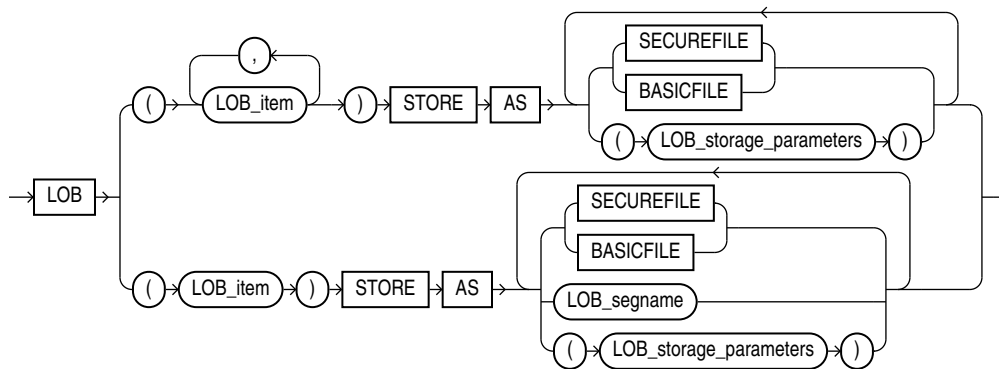 ,
SECUREFILE
BASICFILE
( LOB_item ) STORE AS
( LOB_storage_parameters )
LOB
SECUREFILE
BASICFILE
( LOB_item ) STORE AS
LOB_segname
( LOB_storage_parameters )